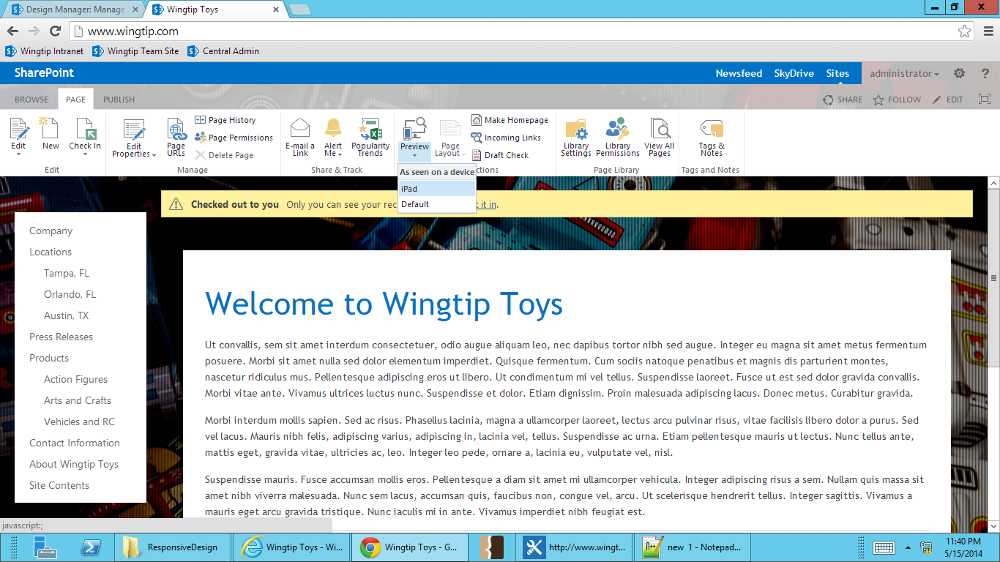 Design Manager: Manage
Wingtip Toys
www.wingtip.com
Wingtip Intranet
Wingtip Team Site
Central Admin
SharePoint
Newsfeed
SkyDrive
Sites
administrator
?
BROWSE
PAGE
PUBLISH
SHARE
FOLLOW
EDIT
Edit
New
Check In
Edit
Edit Properties
Page URLs
Page History
Page Permissions
Delete Page
Manage
E-mail a Link
Alert Me
Popularity Trends
Share & Track
Preview
Page Layout
Make Homepage
Incoming Links
Draft Check
ctions
Library Settings
Library Permissions
View All Pages
Page Library
Tags & Notes
Tags and Notes
As seen on a device
iPad
Default
Checked out to you Only you can see your rec
k it in.
Company
Locations
Tampa, FL
Orlando, FL
Austin, TX
Press Releases
Products
Action Figures
Arts and Crafts
Vehicles and RC
Contact Information
About Wingtip Toys
Site Contents
Welcome to Wingtip Toys
Ut convallis, sem sit amet interdum consectetuer, odio augue aliquam leo, nec dapibus tortor nibh sed augue. Integer eu magna sit amet metus fermentum
posuere. Morbi sit amet nulla sed dolor elementum imperdiet. Quisque fermentum. Cum sociis natoque penatibus et magnis dis parturient montes,
nascetur ridiculus mus. Pellentesque adipiscing eros ut libero. Ut condimentum mi vel tellus. Suspendisse laoreet. Fusce ut est sed dolor gravida convallis.
Morbi vitae ante. Vivamus ultrices luctus nunc. Suspendisse et dolor. Etiam dignissim. Proin malesuada adipiscing lacus. Donec metus. Curabitur gravida.
Morbi interdum mollis sapien. Sed ac risus. Phasellus lacinia, magna a ullamcorper laoreet, lectus arcu pulvinar risus, vitae facilisis libero dolor a purus. Sed
vel lacus. Mauris nibh felis, adipiscing varius, adipiscing in, lacinia vel, tellus. Suspendisse ac urna. Etiam pellentesque mauris ut lectus. Nunc tellus ante,
mattis eget, gravida vitae, ultricies ac, leo. Integer leo pede, ornare a, lacinia eu, vulputate vel, nisl.
Suspendisse mauris. Fusce accumsan mollis eros. Pellentesque a diam sit amet mi ullamcorper vehicula. Integer adipiscing risus a sem. Nullam quis massa sit
amet nibh viverra malesuada. Nunc sem lacus, accumsan quis, faucibus non, congue vel, arcu. Ut scelerisque hendrerit tellus. Integer sagittis. Vivamus a
mauris eget arcu gravida tristique. Nunc iaculis mi in ante. Vivamus imperdiet nibh feugiat est.
javascript:;
ResponsiveDesign
Wingtip Toys - Wi...
Wingtip Toys - G...
http://www.wingt...
new 1 - Notepad...
11:40 PM
5/15/2014